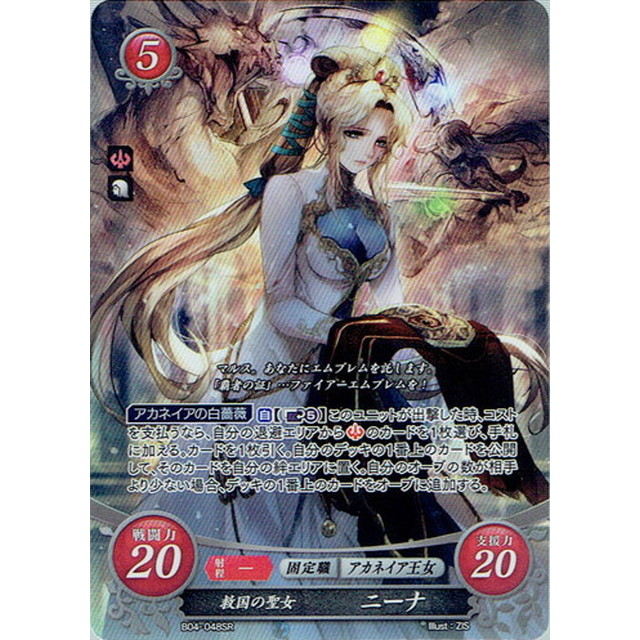 5
マルス。あなたにエムブレムを託します。
「覇者の証」…ファイアーエムブレムを！
アカネイアの白薔薇 自【5】このユニットが出撃した時、コスト
を支払うなら、自分の退避エリアからのカードを1枚選び、手札
に加える。カードを1枚引く。自分のデッキの1番上のカードを公開
して、そのカードを自分の絆エリアに置く。自分のオーブの数が相手
より少ない場合、デッキの1番上のカードをオーブに追加する。
戦闘力
20
射程 ― 固定職 アカネイア王女
支援力
20
救国の聖女 ニーナ
B04-048SR
Illust：ZIS